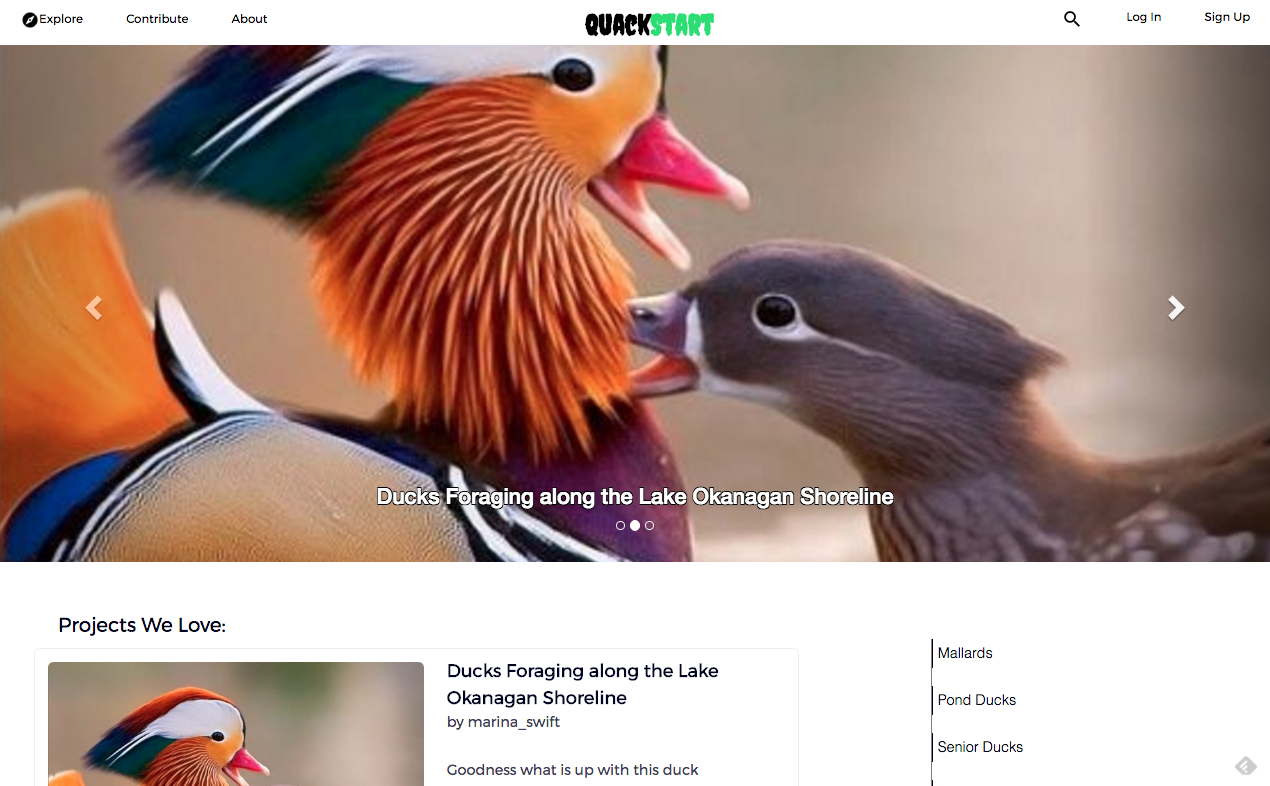 Explore
Contribute
About
QUACKSTART
Log In
Sign Up
Ducks Foraging along the Lake Okanagan Shoreline
Projects We Love:
Ducks Foraging along the Lake
Okanagan Shoreline
by marina_swift
Goodness what is up with this duck
Mallards
Pond Ducks
Senior Ducks